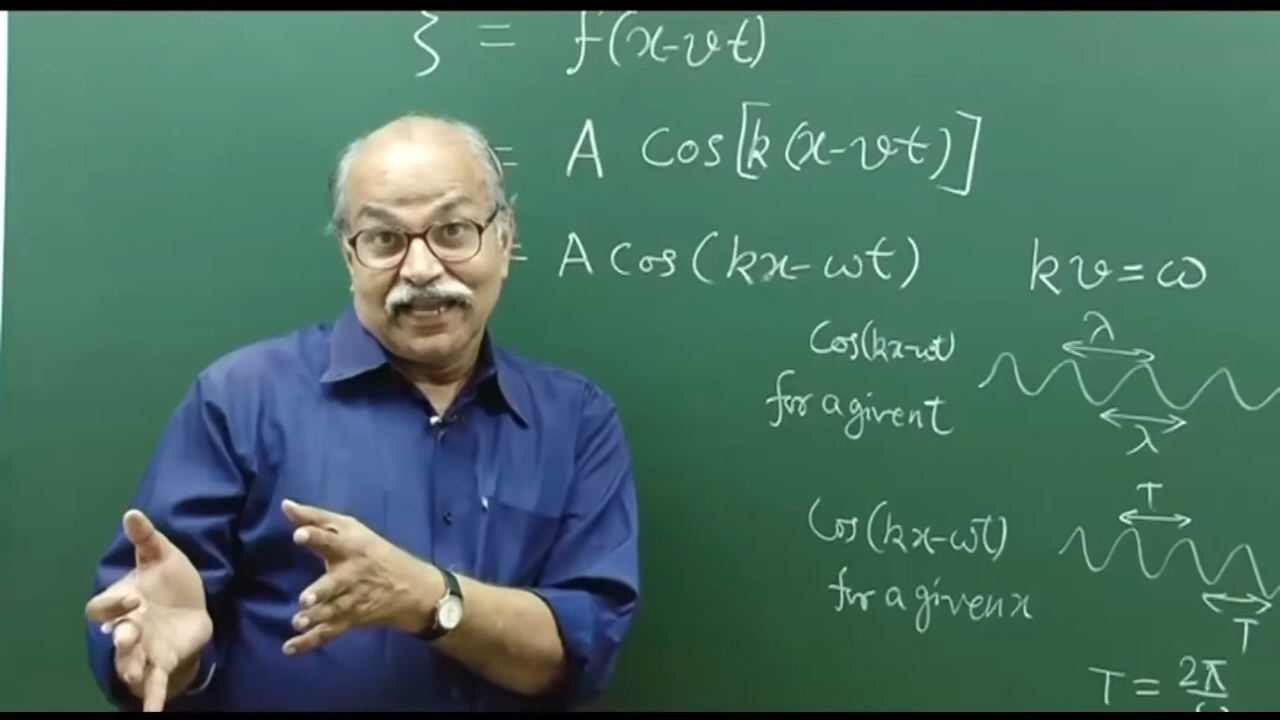 ξ = f(x-vt)
= A Cos[k(x-vt)]
= A cos(kx-ωt) kv=ω
λ
Cos(kx-ωt)
for a given t
λ
T
Cos(kx-ωt)
for a given x
T
T = 2π/ω